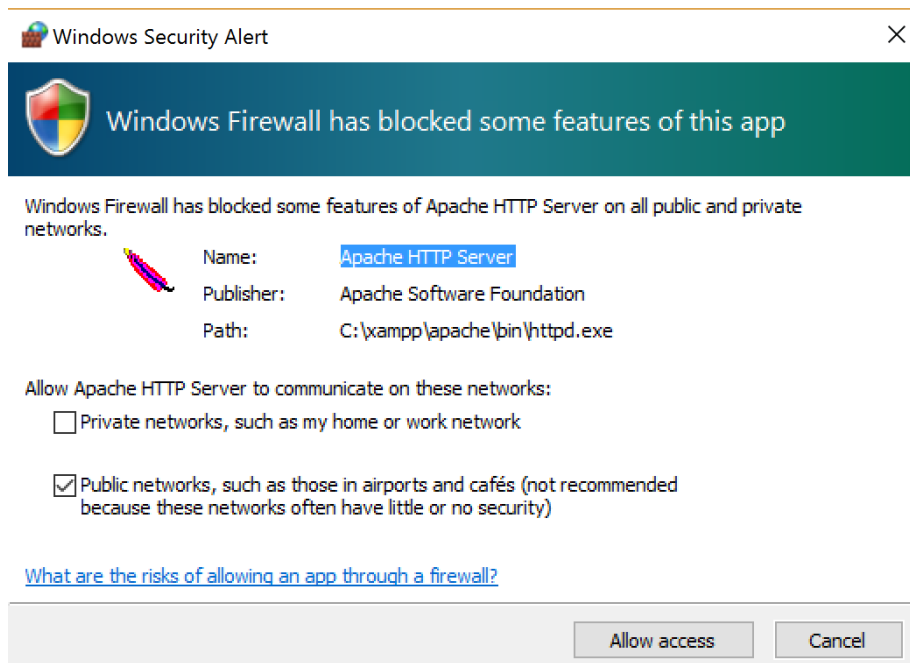 Windows Security Alert
Windows Firewall has blocked some features of this app
Windows Firewall has blocked some features of Apache HTTP Server on all public and private
networks.
Name: Apache HTTP Server
Publisher: Apache Software Foundation
Path: C:\xampp\apache\bin\httpd.exe
Allow Apache HTTP Server to communicate on these networks:
Private networks, such as my home or work network
Public networks, such as those in airports and cafés (not recommended
because these networks often have little or no security)
What are the risks of allowing an app through a firewall?
Allow access Cancel